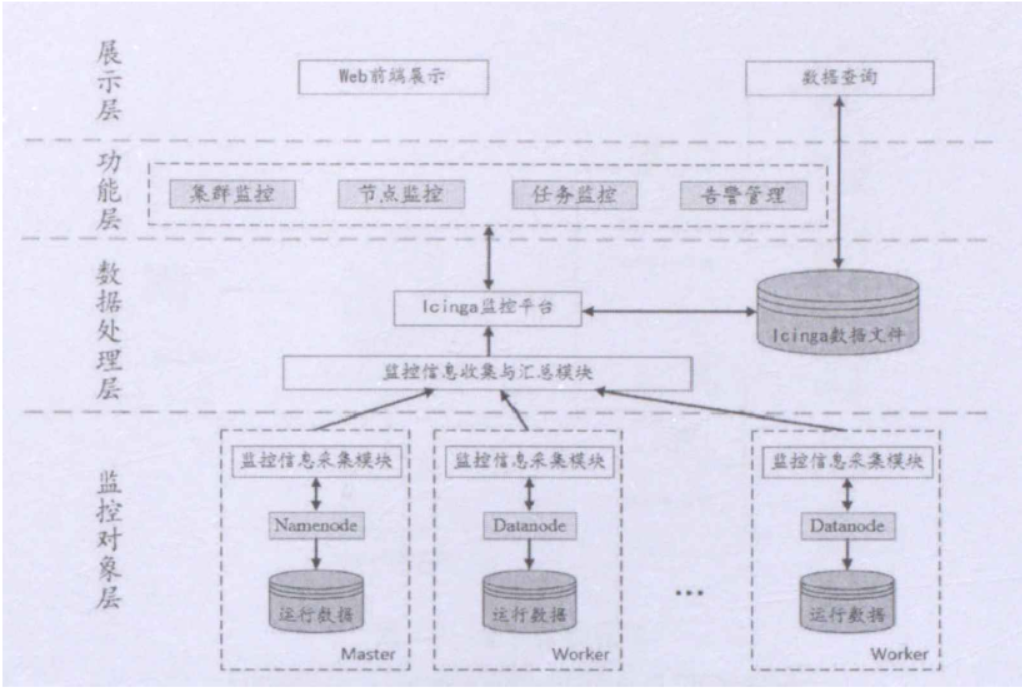 展示层
Web前端展示
数据查询
功能层
集群监控
节点监控
任务监控
告警管理
数据处理层
Icinga监控平台
Icinga数据文件
监控信息收集与汇总模块
监控对象层
监控信息采集模块
监控信息采集模块
监控信息采集模块
Namenode
Datanode
Datanode
运行数据
运行数据
...
运行数据
Master
Worker
Worker